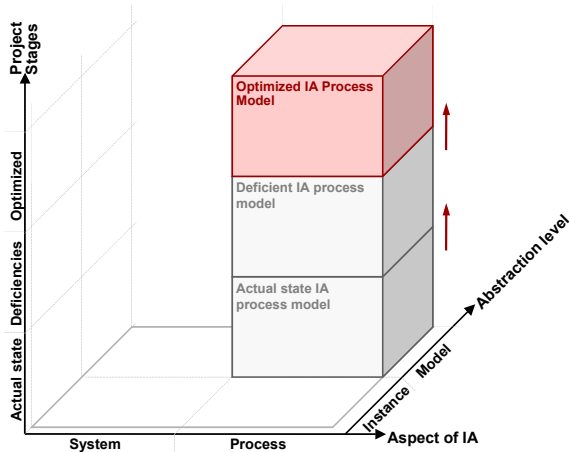 Project
Stages
Optimized
Deficiencies
Actual state
Optimized IA Process
Model
Deficient IA process
model
Actual state IA
process model
Abstraction level
Model
Instance
Aspect of IA
System
Process